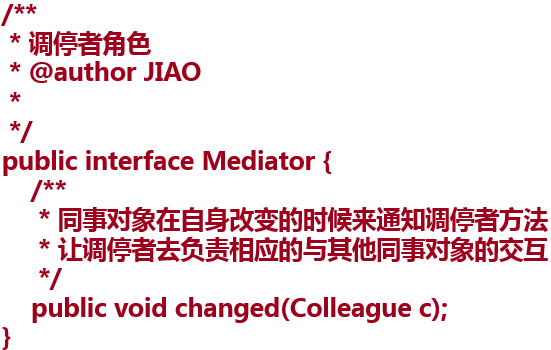 /**
 * 调停者角色
 * @author JIAO
 *
 */
public interface Mediator {
    /**
     * 同事对象在自身改变的时候来通知调停者方法
     * 让调停者去负责相应的与其他同事对象的交互
     */
    public void changed(Colleague c);
}